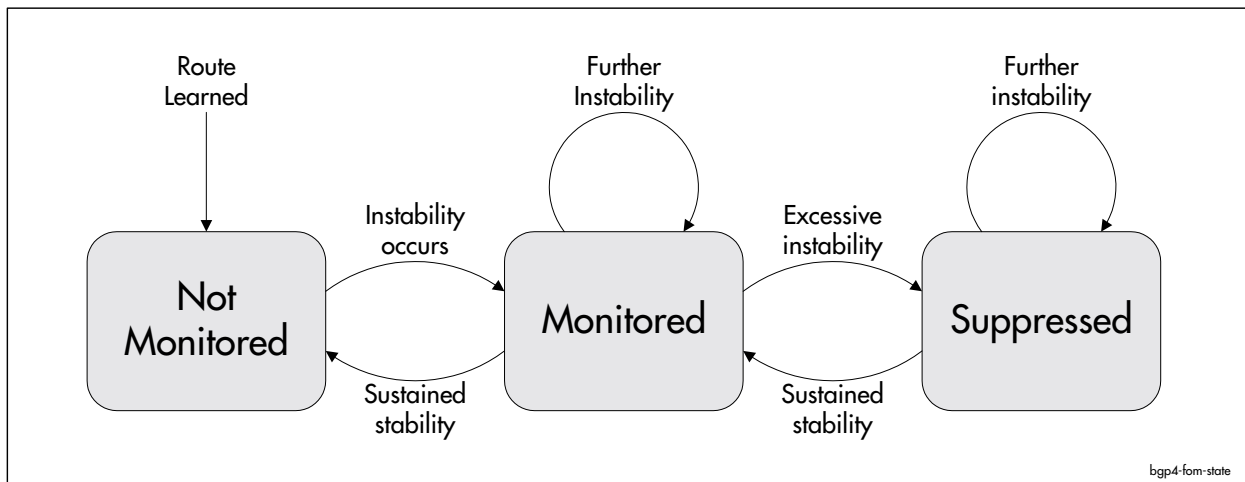 Route
Learned
Further
Instability
Further
instability
Instability
occurs
Excessive
instability
Not
Monitored
Monitored
Suppressed
Sustained
stability
Sustained
stability
bgp4-fom-state